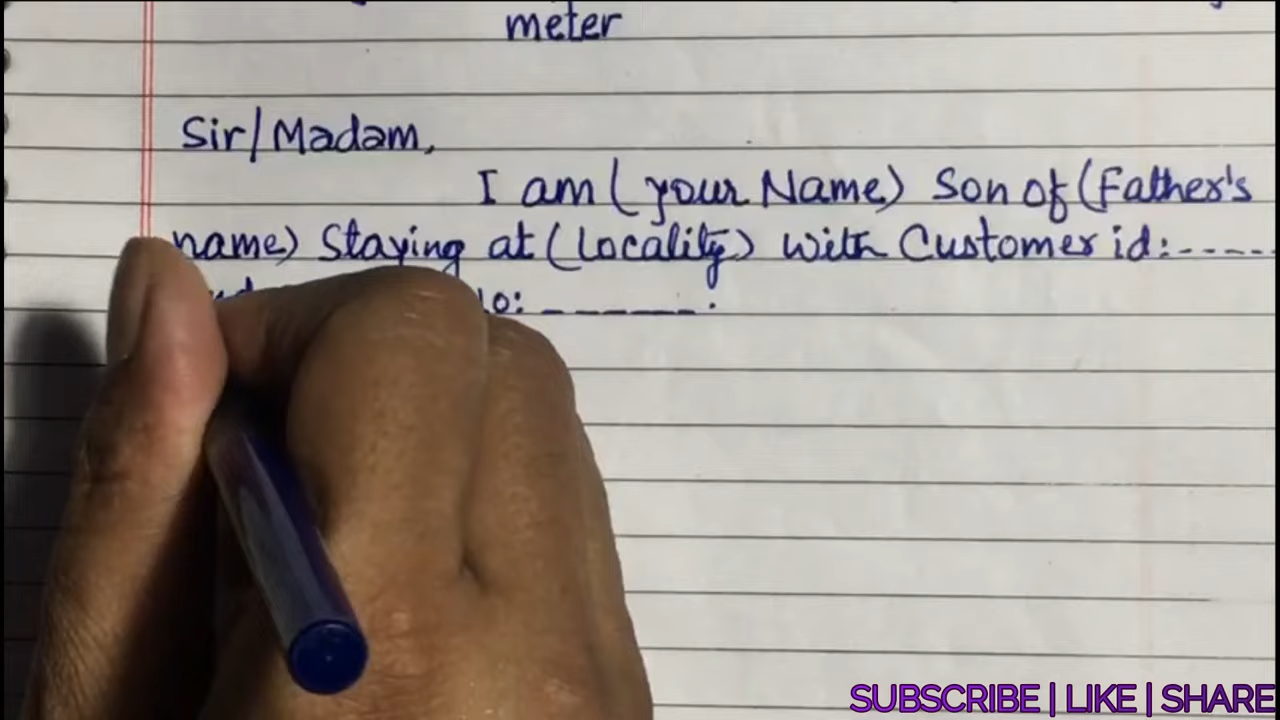 meter
Sir/Madam,
I am (your Name) Son of (Father's
name) Staying at (Locality) with Customer id:-----
no: ------.
SUBSCRIBE | LIKE | SHARE